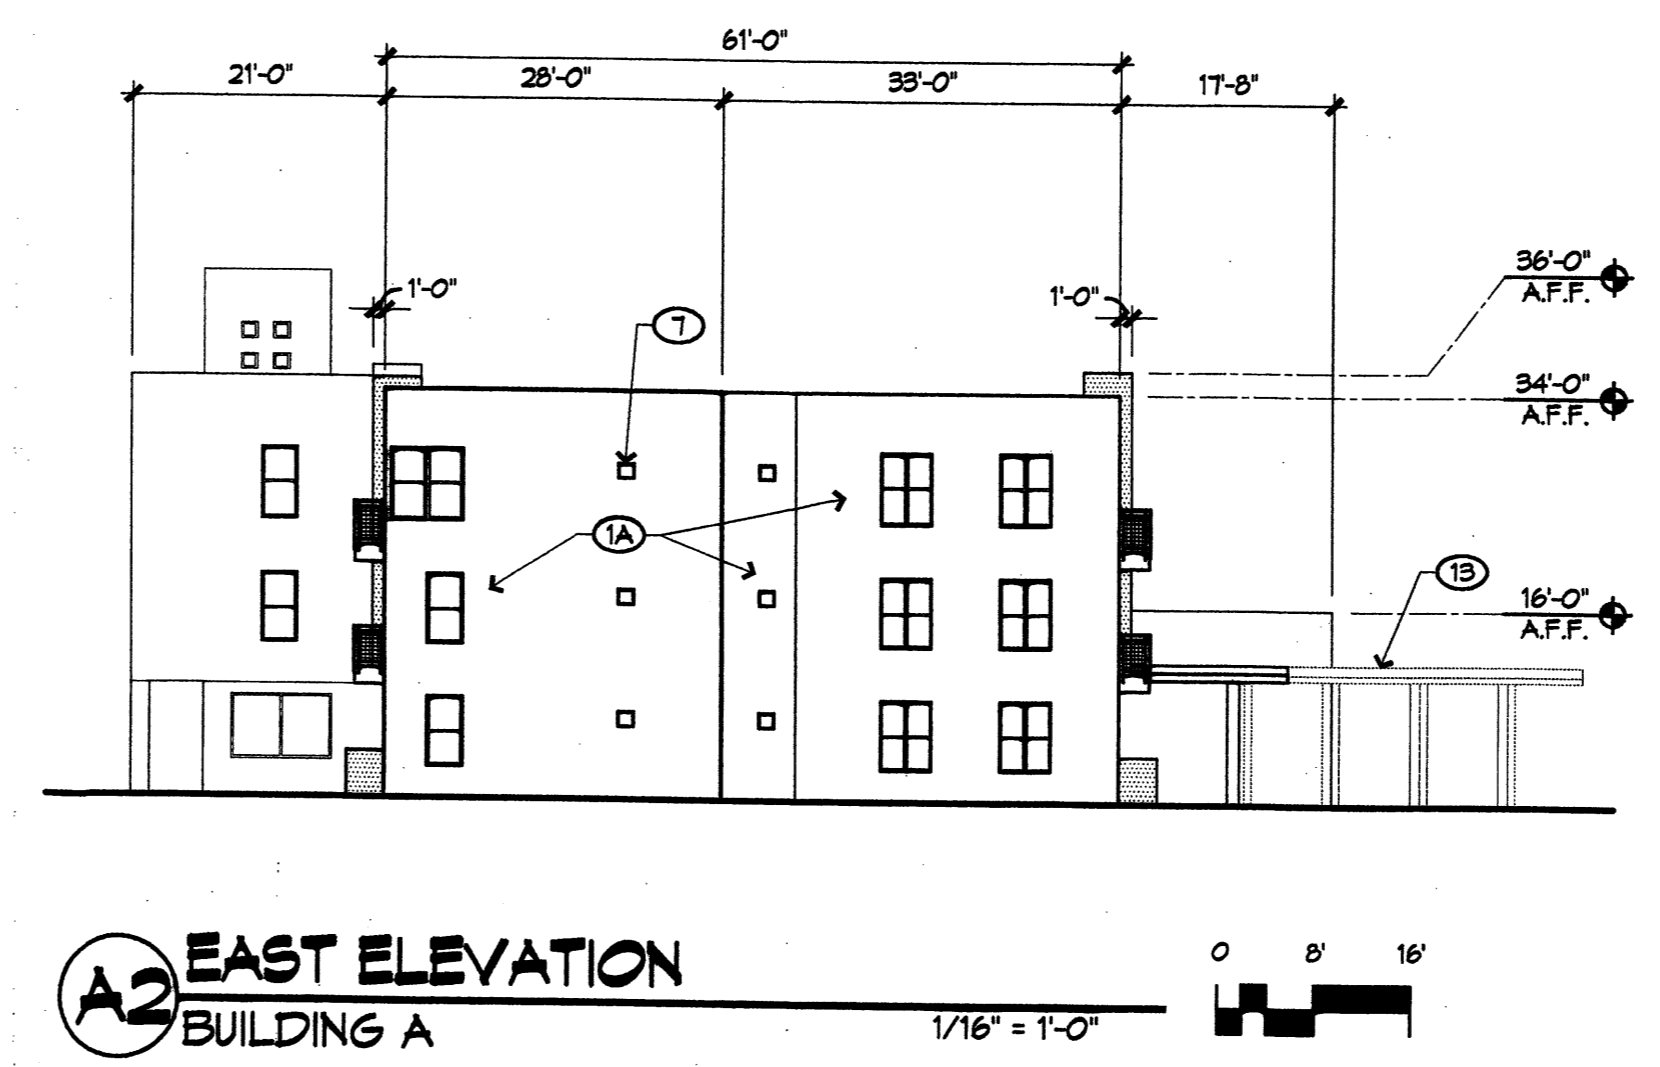 61'-0"
21'-0"
28'-0"
33'-0"
17'-8"
36'-0"
A.F.F.
1'-0"
1'-0"
7
34'-0"
A.F.F.
1A
13
16'-0"
A.F.F.
A2
EAST ELEVATION
BUILDING A
1/16" = 1'-0"
0 8' 16'